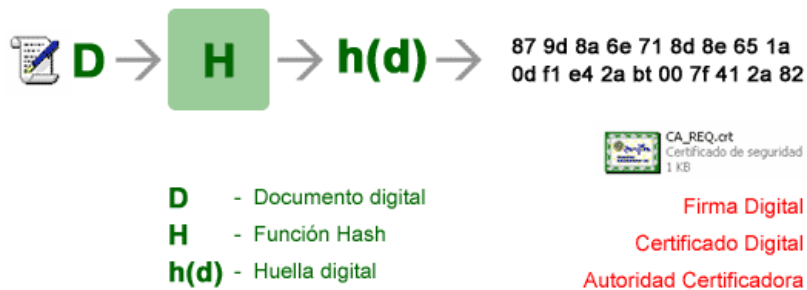 D H h(d) 87 9d 8a 6e 71 8d 8e 65 1a
0d f1 e4 2a bt 00 7f 41 2a 82
CA_REQ.crt
Certificado de seguridad
1 KB
D - Documento digital
H - Función Hash
h(d) - Huella digital
Firma Digital
Certificado Digital
Autoridad Certificadora